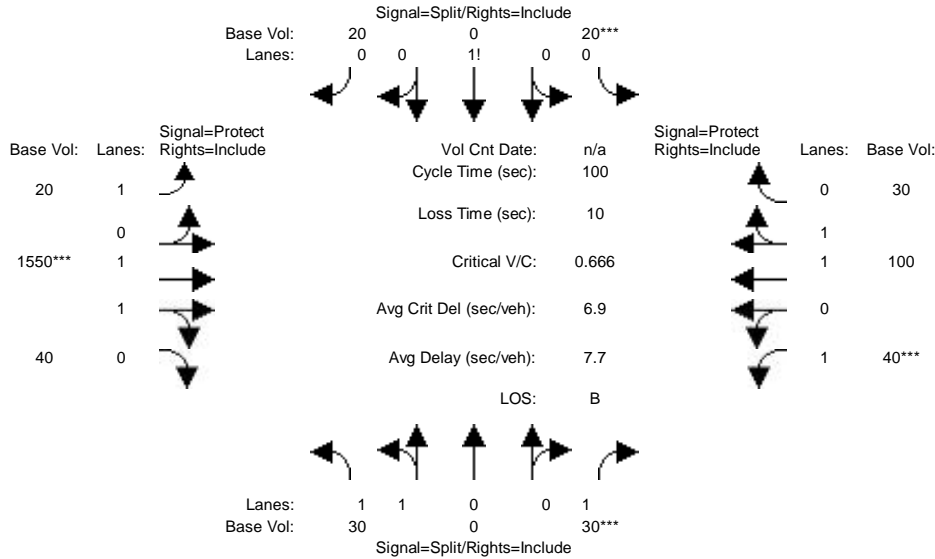 Signal=Split/Rights=Include
Base Vol: 20 0 20***
Lanes: 0 0 1! 0 0
Signal=Protect
Rights=Include
Base Vol: Lanes:
20 1
0
1550*** 1
1
40 0
Vol Cnt Date: n/a
Cycle Time (sec): 100
Loss Time (sec): 10
Critical V/C: 0.666
Avg Crit Del (sec/veh): 6.9
Avg Delay (sec/veh): 7.7
LOS: B
Signal=Protect
Rights=Include
Lanes: Base Vol:
0 30
1
1 100
0
1 40***
Lanes: 1 1 0 0 1
Base Vol: 30 0 30***
Signal=Split/Rights=Include